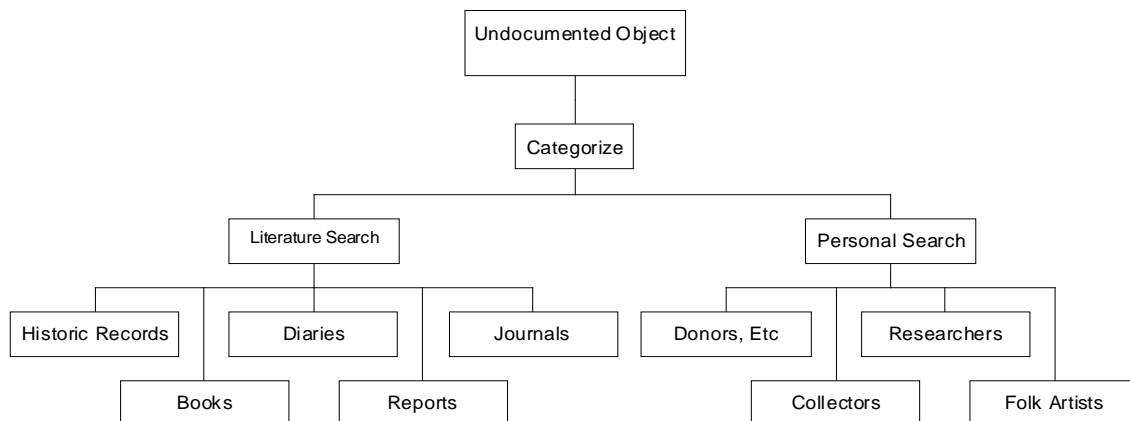 Undocumented Object
Categorize
Literature Search
Personal Search
Historic Records
Diaries
Journals
Donors, Etc
Researchers
Books
Reports
Collectors
Folk Artists